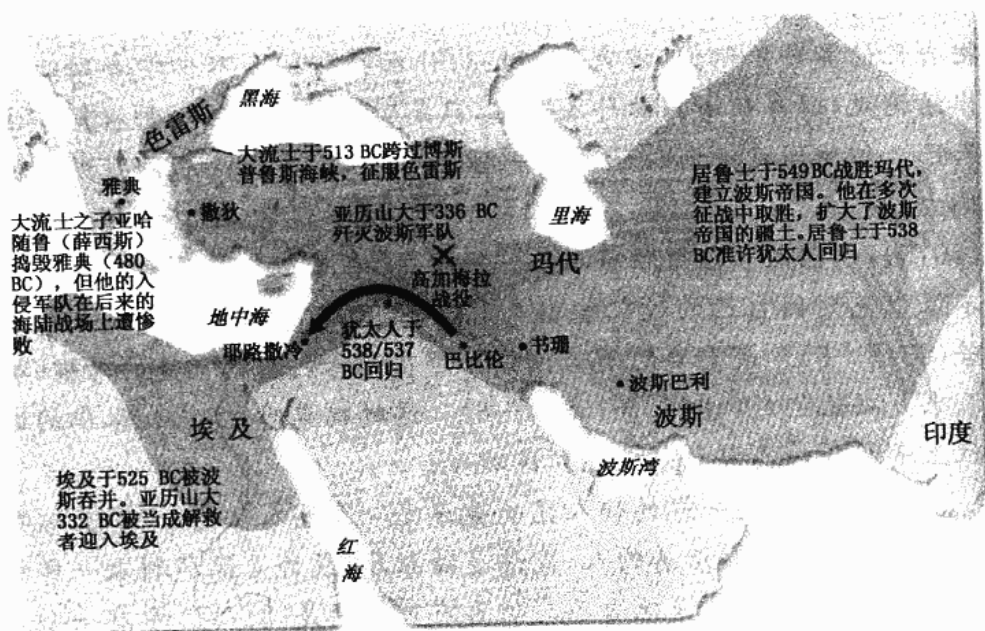 黑海
色雷斯
大流士于513 BC跨过博斯
普鲁斯海峡，征服色雷斯
雅典
撒狄
大流士之子亚哈
随鲁（薛西斯）
捣毁雅典（480
BC），但他的入
侵军队在后来的
海陆战场上遭惨
败
亚历山大于336 BC
歼灭波斯军队
高加梅拉
战役
里海
玛代
居鲁士于549BC战胜玛代，
建立波斯帝国。他在多次
征战中取胜，扩大了波斯
帝国的疆土。居鲁士于538
BC准许犹太人回归
地中海
耶路撒冷
犹太人于
538/537
BC回归
巴比伦
书珊
波斯巴利
波斯
印度
埃及
波斯湾
埃及于525 BC被波
斯吞并。亚历山大
332 BC被当成解救
者迎入埃及
红
海